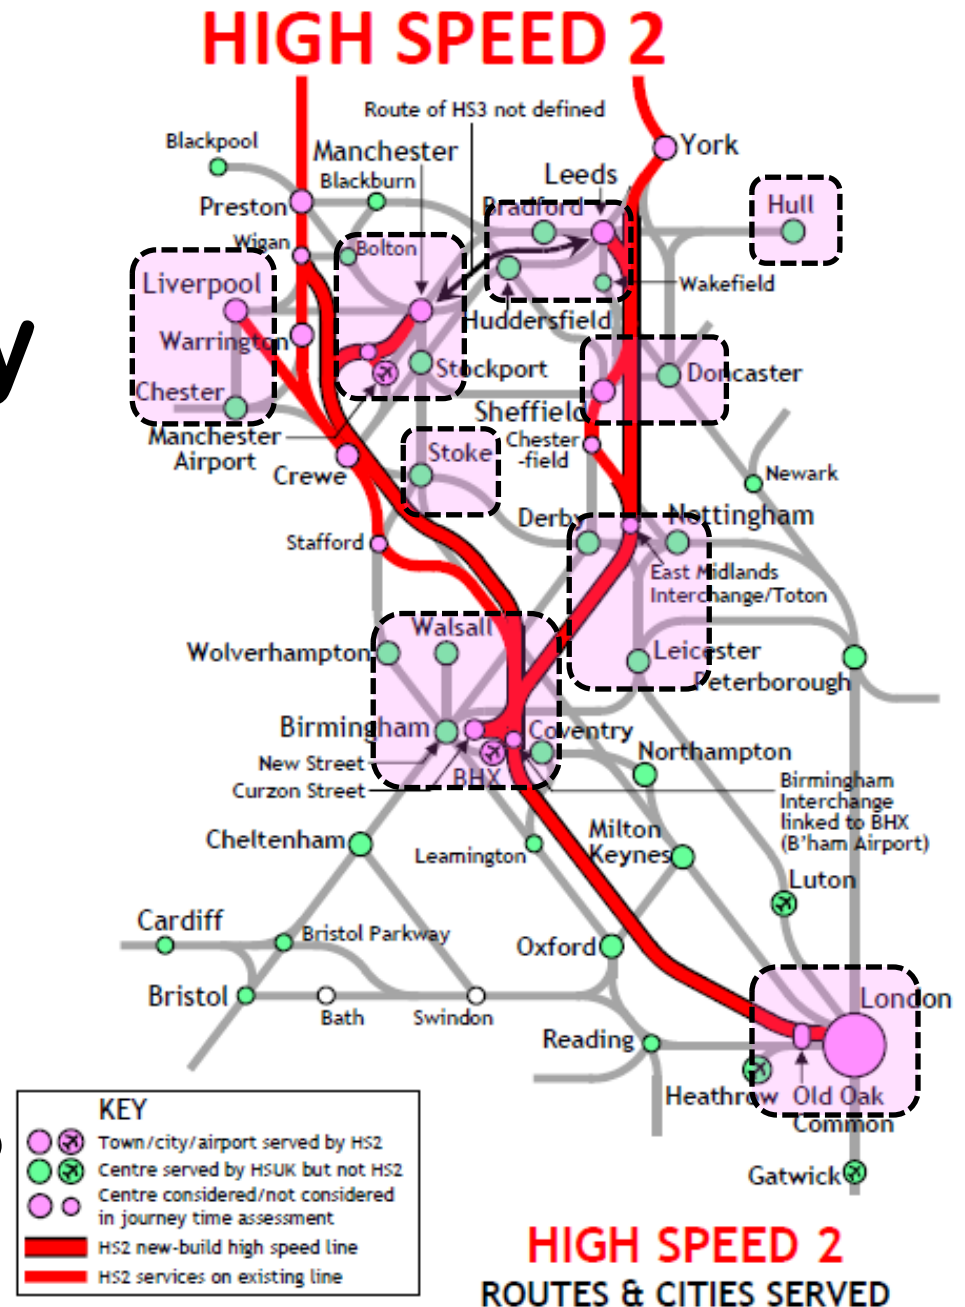 HIGH SPEED 2
Route of HS3 not defined
Blackpool
Manchester
York
Blackburn
Leeds
Preston
Bradford
Hull
Wigan
Bolton
Liverpool
Wakefield
Huddersfield
Warrington
Stockport
Doncaster
Chester
Sheffield
Manchester
Airport
Chester
-field
Stoke
Crewe
Newark
Derby
Nottingham
Stafford
East Midlands
Interchange/Toton
Walsall
Wolverhampton
Leicester
Peterborough
Birmingham
Coventry
New Street
BHX
Northampton
Curzon Street
Birmingham
Interchange
linked to BHX
(B'ham Airport)
Cheltenham
Leamington
Milton
Keynes
Luton
Cardiff
Bristol Parkway
Oxford
Bristol
Bath
Swindon
London
Reading
Heathrow
Old Oak
Common
Gatwick
KEY
Town/city/airport served by HS2
Centre served by HSUK but not HS2
Centre considered/not considered
in journey time assessment
HS2 new-build high speed line
HS2 services on existing line
HIGH SPEED 2
ROUTES & CITIES SERVED